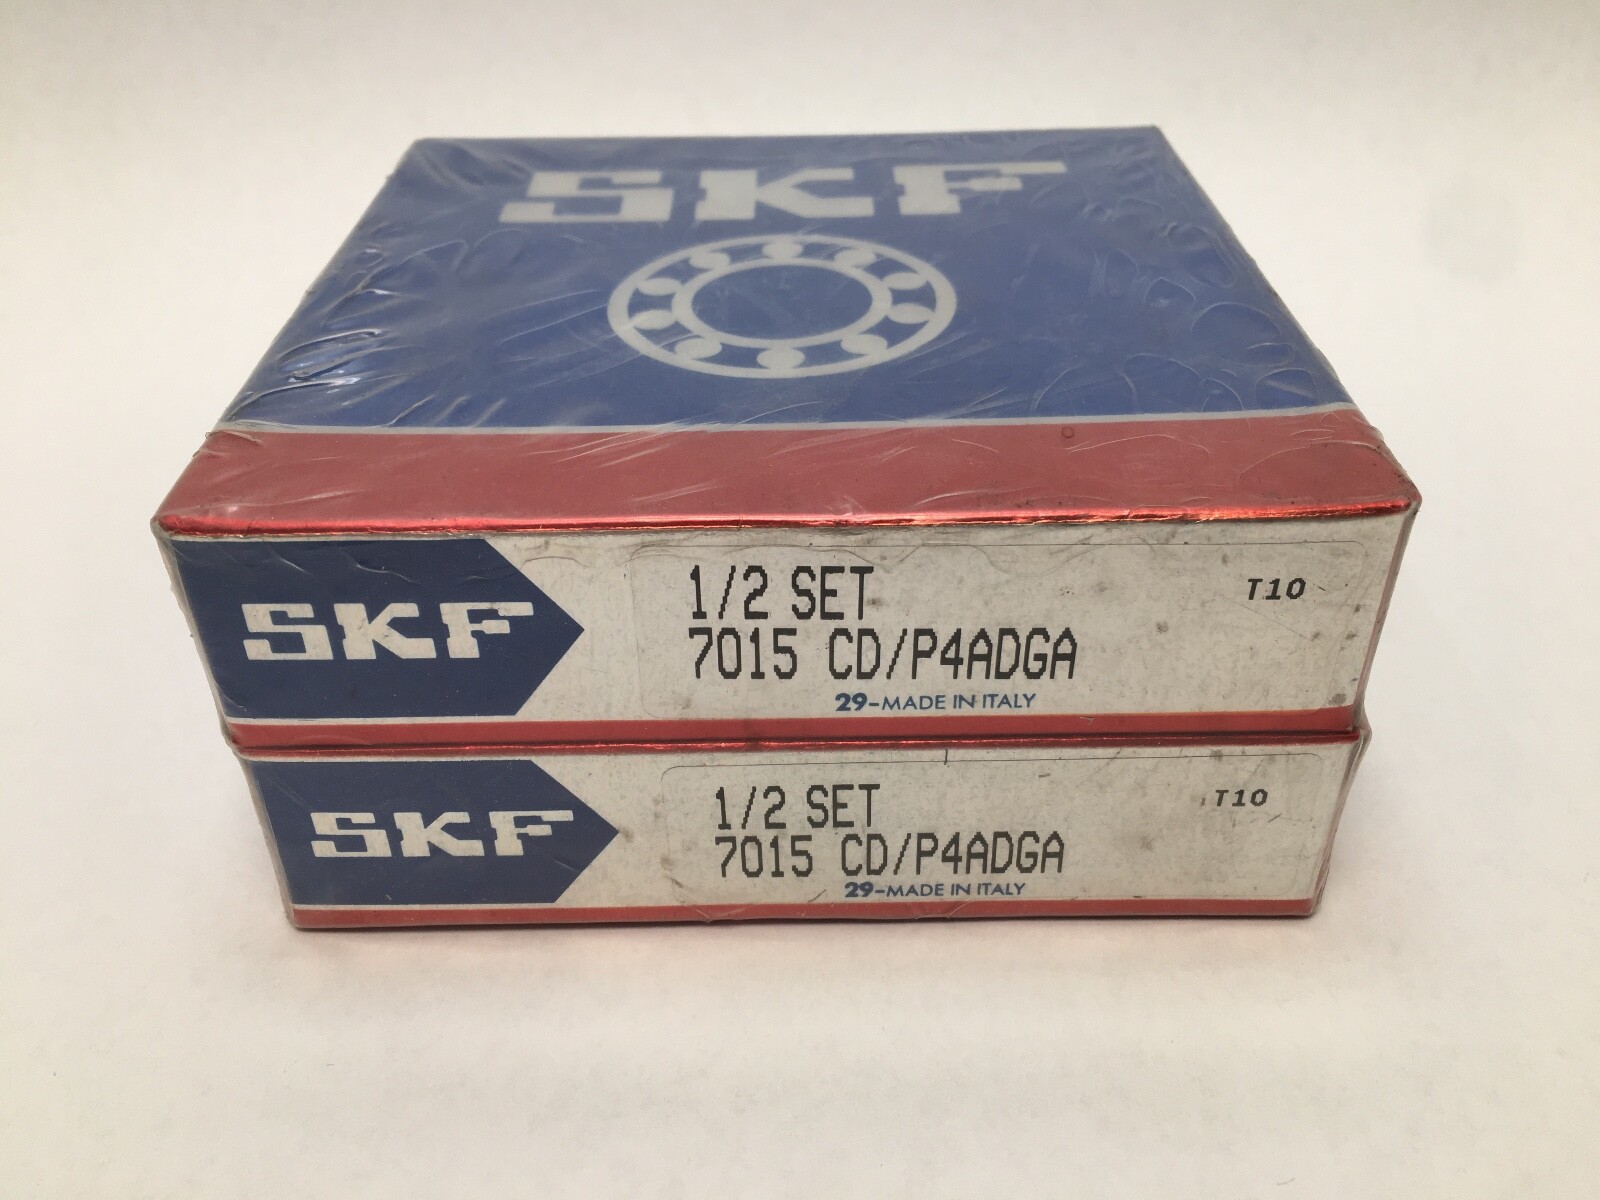 SKF
SKF
1/2 SET
T10
7015 CD/P4ADGA
29-MADE IN ITALY
SKF
1/2 SET
T10
7015 CD/P4ADGA
29-MADE IN ITALY